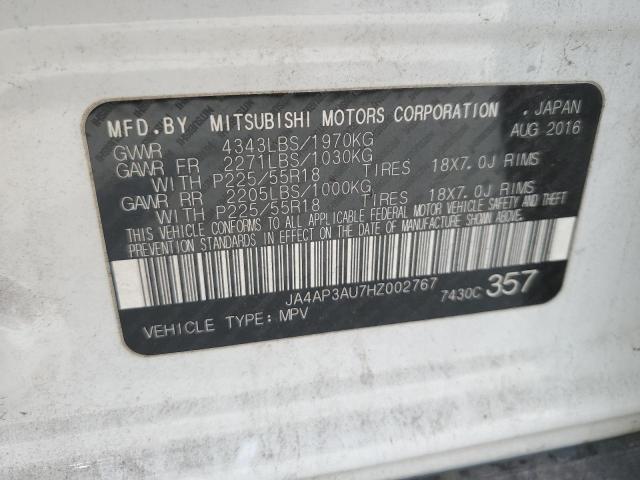 MFD.BY MITSUBISHI MOTORS CORPORATION . JAPAN
GVWR 4343LBS/1970KG AUG 2016
GAWR FR 2271LBS/1030KG
WITH P225/55R18 TIRES 18X7.0J RIMS
GAWR RR 2205LBS/1000KG
WITH P225/55R18 TIRES 18X7.0J RIMS
THIS VEHICLE CONFORMS TO ALL APPLICABLE FEDERAL MOTOR VEHICLE SAFETY AND THEFT
PREVENTION STANDARDS IN EFFECT ON THE DATE OF MANUFACTURE SHOWN ABOVE.
JA4AP3AU7HZ002767 7430C 357
VEHICLE TYPE: MPV